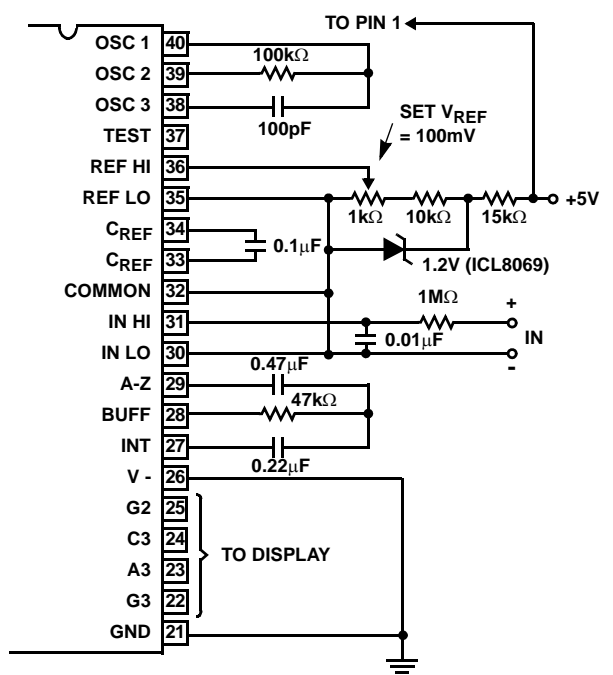 TO PIN 1
OSC 1 40
100kΩ
OSC 2 39
OSC 3 38
100pF
SET VREF
= 100mV
TEST 37
REF HI 36
REF LO 35
1kΩ 10kΩ 15kΩ
+5V
CREF 34
0.1µF
CREF 33
1.2V (ICL8069)
COMMON 32
1MΩ
+
IN HI 31
0.01µF
IN
IN LO 30
-
0.47µF
A-Z 29
47kΩ
BUFF 28
INT 27
0.22µF
V - 26
G2 25
C3 24
TO DISPLAY
A3 23
G3 22
GND 21